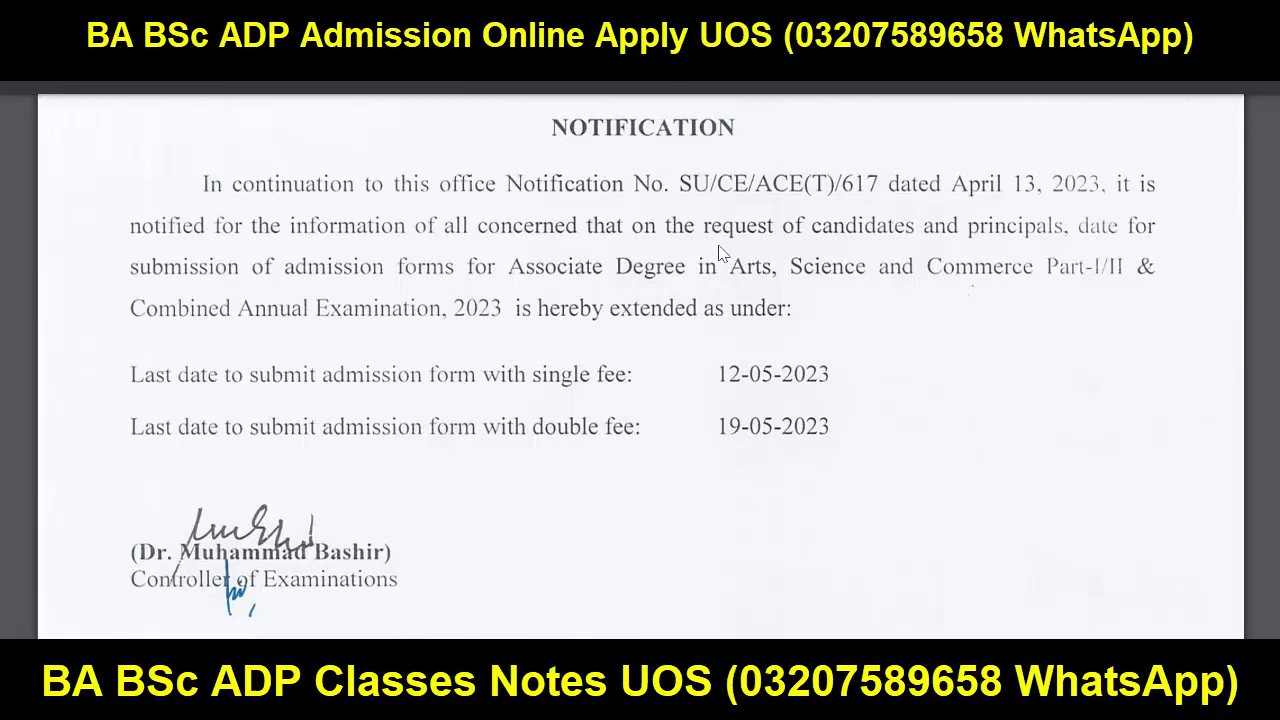 BA BSc ADP Admission Online Apply UOS (03207589658 WhatsApp)
NOTIFICATION
In continuation to this office Notification No. SU/CE/ACE(T)/617 dated April 13, 2023, it is
notified for the information of all concerned that on the request of candidates and principals, date for
submission of admission forms for Associate Degree in Arts, Science and Commerce Part-I/II &
Combined Annual Examination, 2023 is hereby extended as under:
Last date to submit admission form with single fee: 12-05-2023
Last date to submit admission form with double fee: 19-05-2023
(Dr. Muhammad Bashir)
Controller of Examinations
BA BSc ADP Classes Notes UOS (03207589658 WhatsApp)